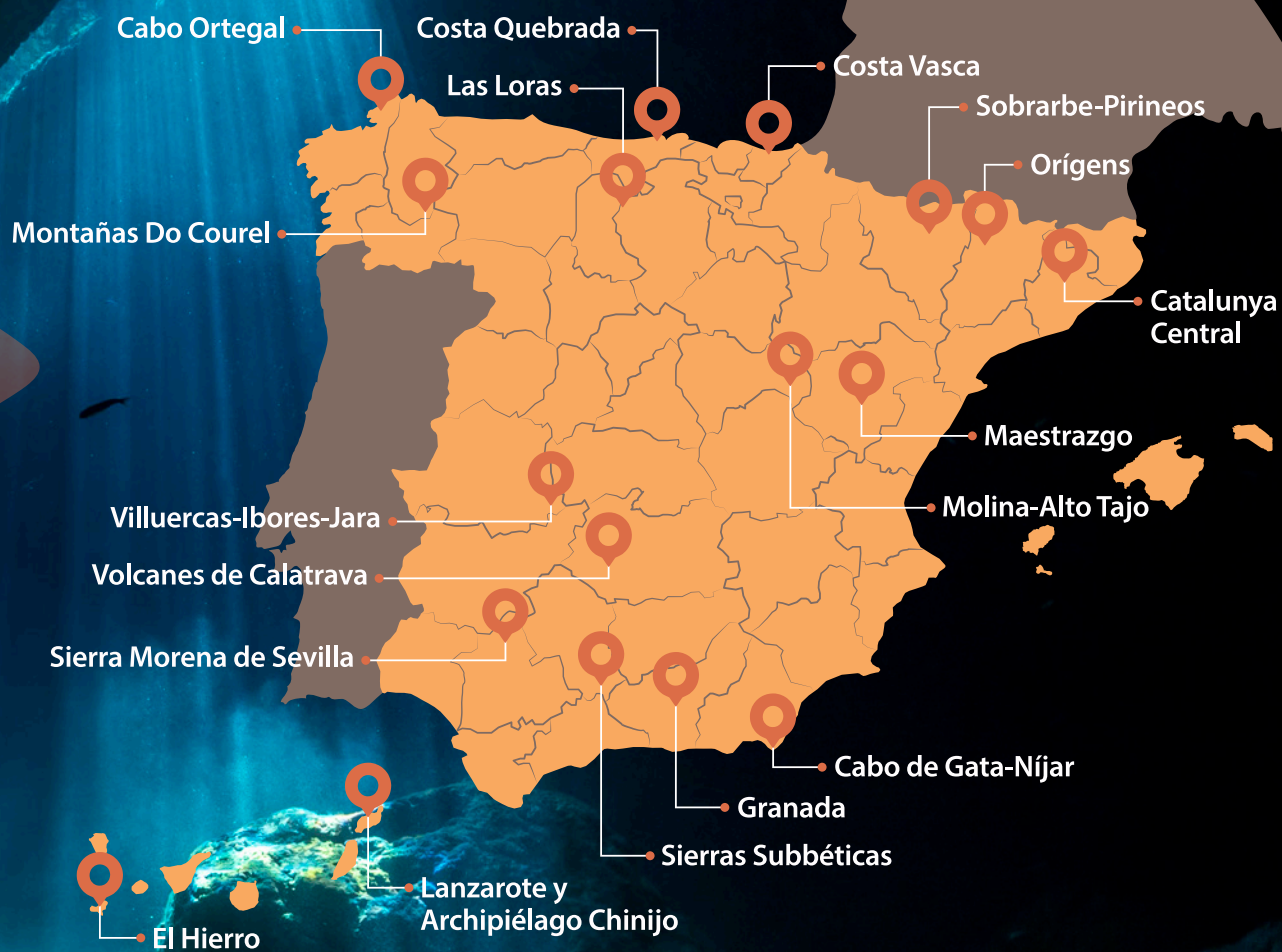 Cabo Ortegal
Costa Quebrada
Costa Vasca
Las Loras
Sobrarbe-Pirineos
Orígens
Montañas Do Courel
Catalunya
Central
Maestrazgo
Molina-Alto Tajo
Villuercas-Ibores-Jara
Volcanes de Calatrava
Sierra Morena de Sevilla
Cabo de Gata-Níjar
Granada
Sierras Subbéticas
Lanzarote y
Archipiélago Chinijo
El Hierro